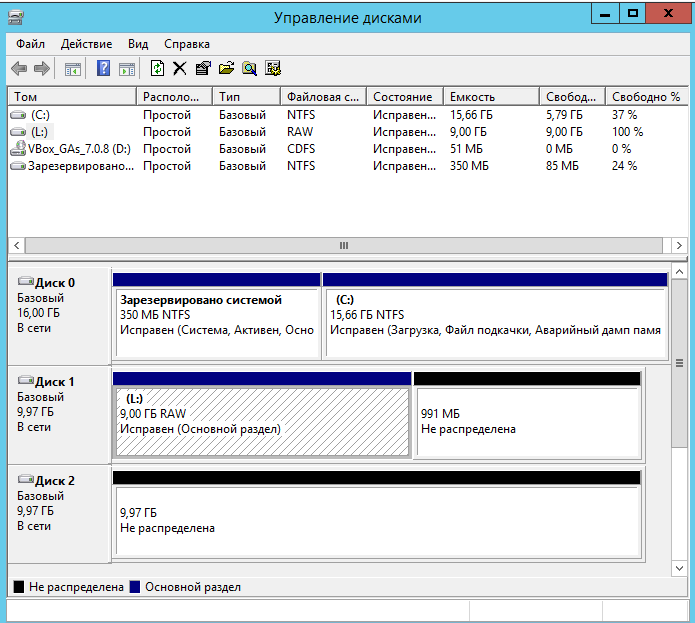 Управление дисками
Файл Действие Вид Справка
Том Располо... Тип Файловая с... Состояние Емкость Свобод... Свободно %
(C:) Простой Базовый NTFS Исправен... 15,66 ГБ 5,79 ГБ 37 %
(L:) Простой Базовый RAW Исправен... 9,00 ГБ 9,00 ГБ 100 %
VBox_GAs_7.0.8 (D:) Простой Базовый CDFS Исправен... 51 МБ 0 МБ 0 %
Зарезервировано... Простой Базовый NTFS Исправен... 350 МБ 85 МБ 24 %
Диск 0
Базовый
16,00 ГБ
В сети
Зарезервировано системой
350 МБ NTFS
Исправен (Система, Активен, Осно
(C:)
15,66 ГБ NTFS
Исправен (Загрузка, Файл подкачки, Аварийный дамп памя
Диск 1
Базовый
9,97 ГБ
В сети
(L:)
9,00 ГБ RAW
Исправен (Основной раздел)
991 МБ
Не распределена
Диск 2
Базовый
9,97 ГБ
В сети
9,97 ГБ
Не распределена
Не распределена Основной раздел